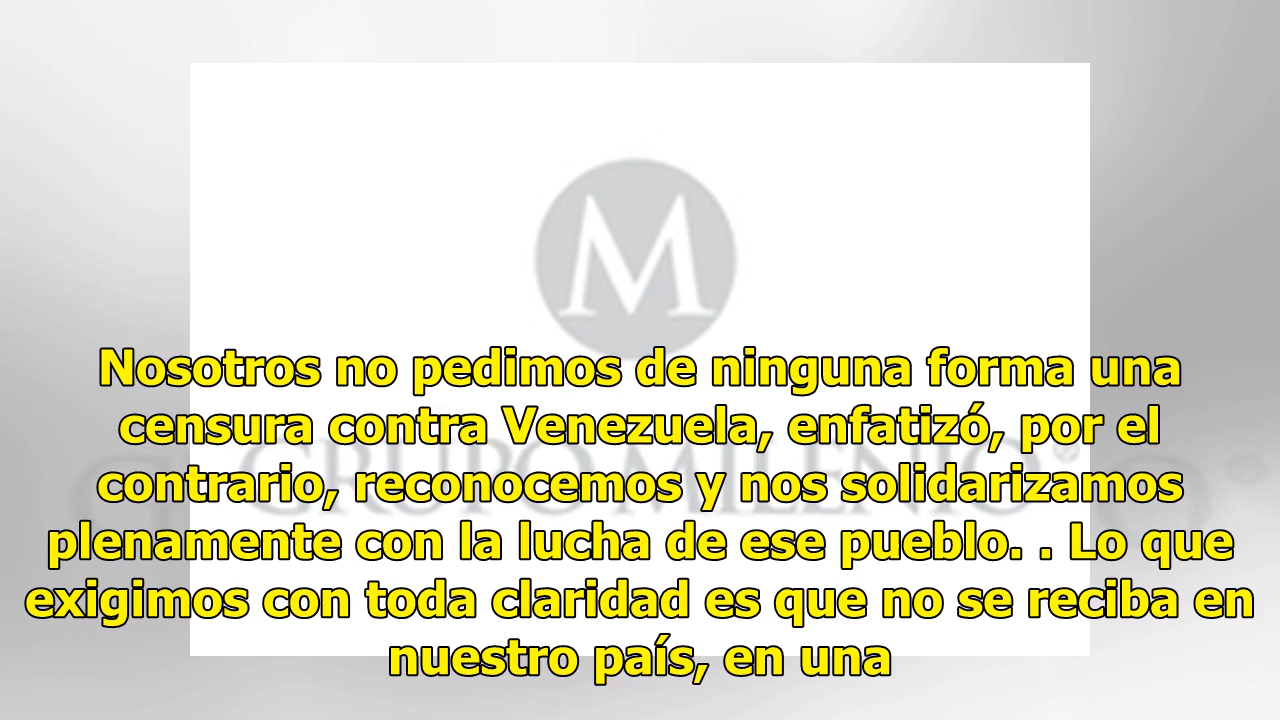 M
GRUPO MILENIO®
Nosotros no pedimos de ninguna forma una
censura contra Venezuela, enfatizó, por el
contrario, reconocemos y nos solidarizamos
plenamente con la lucha de ese pueblo. . Lo que
exigimos con toda claridad es que no se reciba en
nuestro país, en una